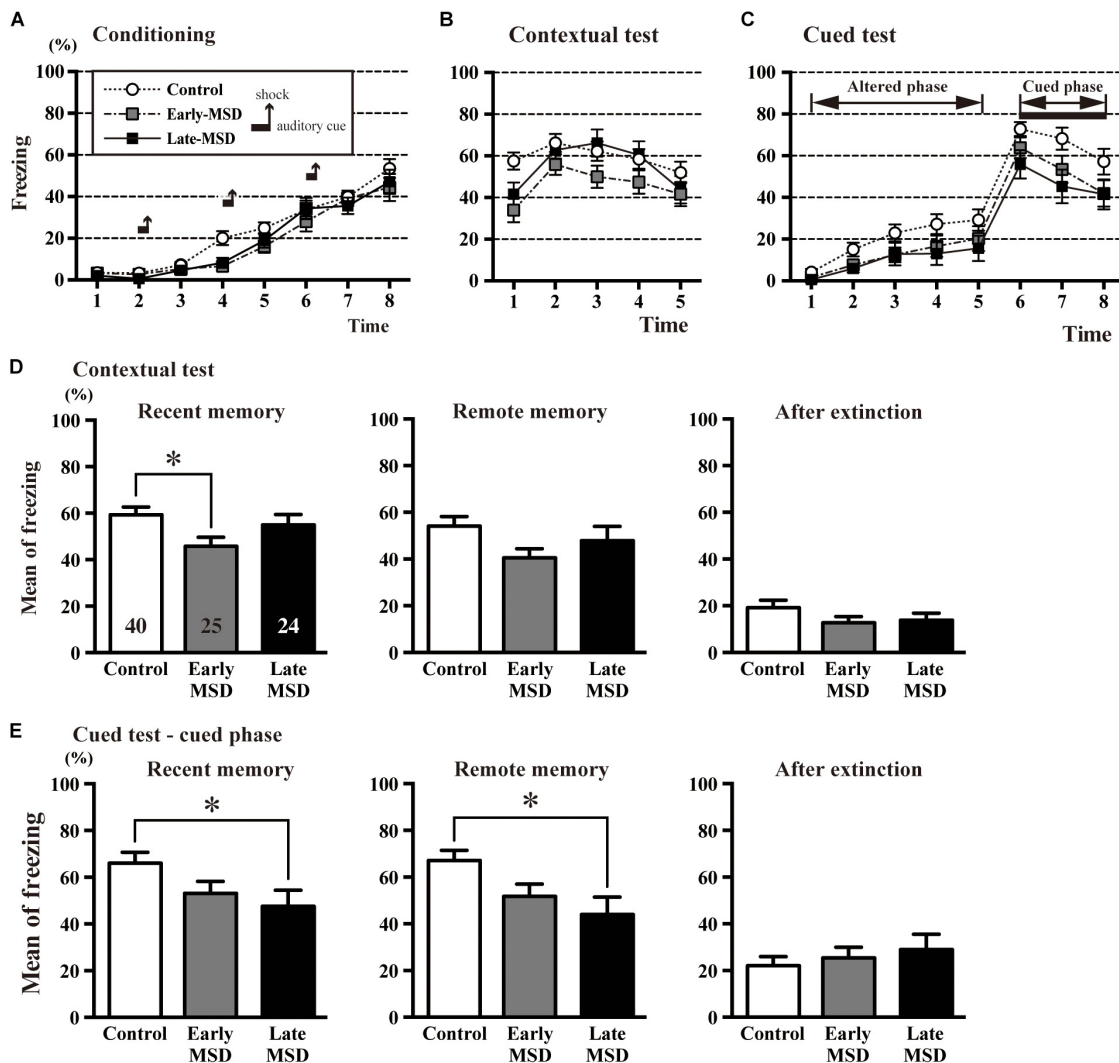 A
Conditioning
(%)
100
80
60
40
20
0
Freezing
Control
Early-MSD
Late-MSD
shock
auditory cue
1 2 3 4 5 6 7 8
Time
B
Contextual test
100
80
60
40
20
0
1 2 3 4 5
Time
C
Cued test
100
80
60
40
20
0
Altered phase
Cued phase
1 2 3 4 5 6 7 8
Time
D
Contextual test
(%)
Mean of freezing
Recent memory
100
80
60
40
20
0
*
40 25 24
Control Early Late
MSD MSD
Remote memory
100
80
60
40
20
0
Control Early Late
MSD MSD
After extinction
100
80
60
40
20
0
Control Early Late
MSD MSD
E
Cued test - cued phase
(%)
Mean of freezing
Recent memory
100
80
60
40
20
0
*
Control Early Late
MSD MSD
Remote memory
100
80
60
40
20
0
*
Control Early Late
MSD MSD
After extinction
100
80
60
40
20
0
Control Early Late
MSD MSD